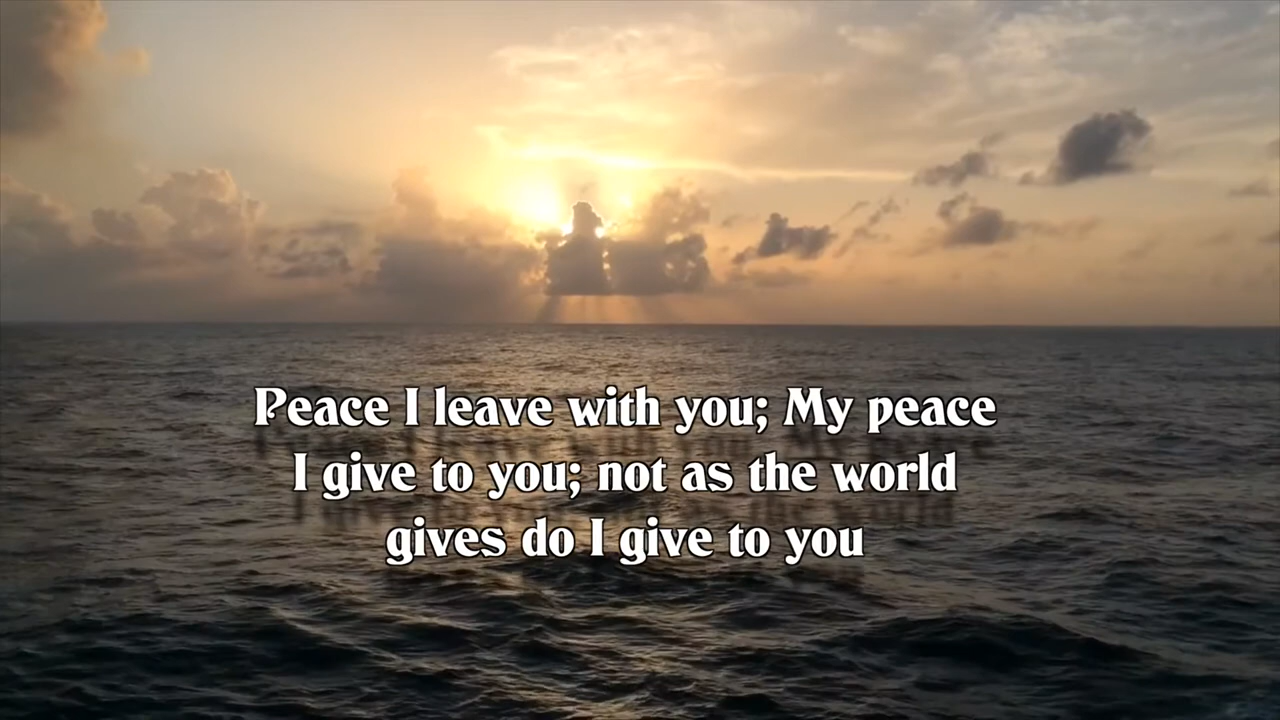 Peace I leave with you; My peace
I give to you; not as the world
gives do I give to you